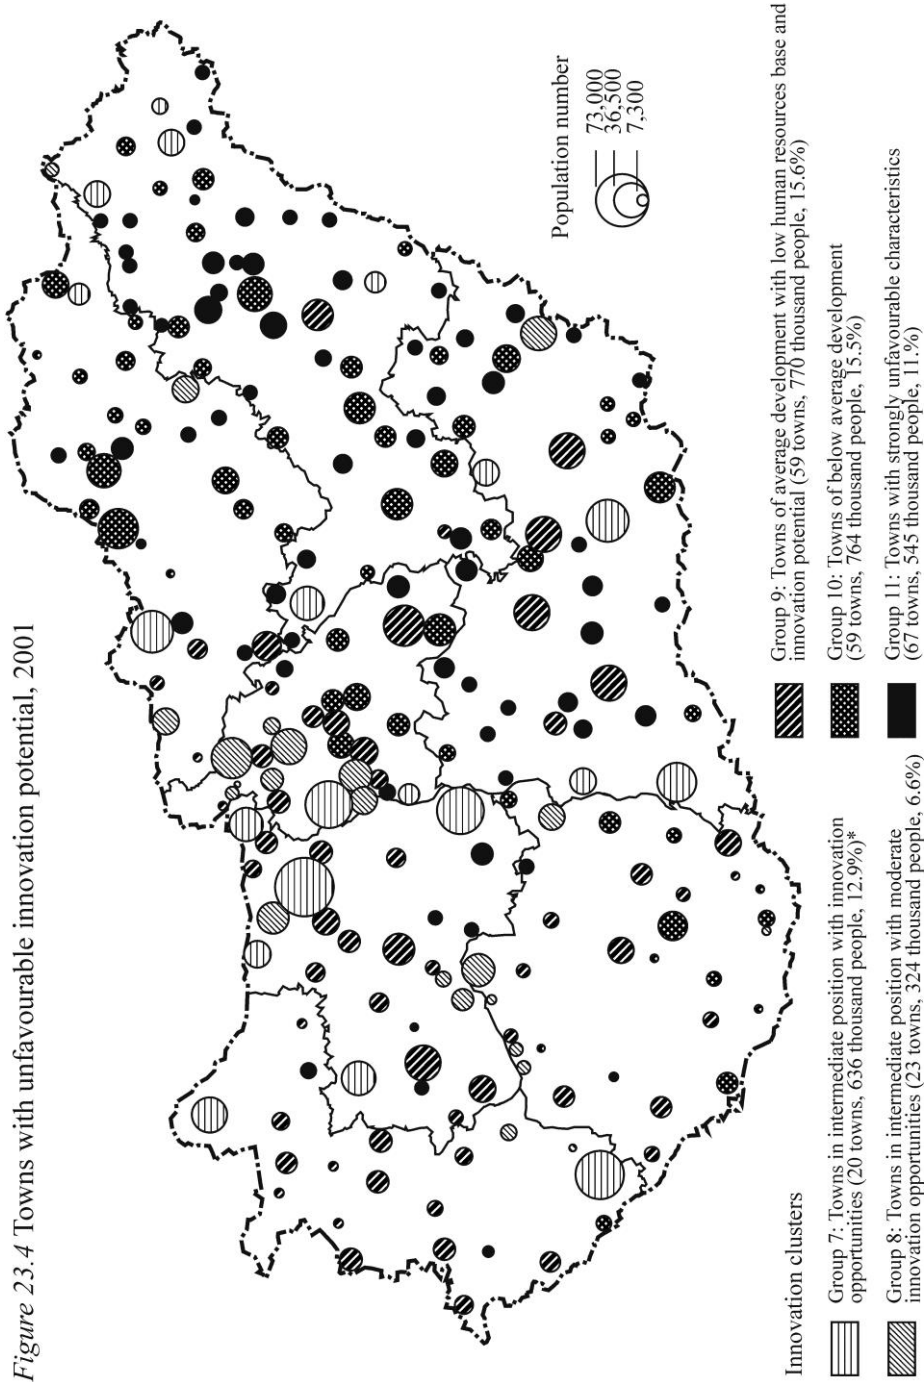 Figure 23.4 Towns with unfavourable innovation potential, 2001
Population number
73,000
36,500
7,300
Innovation clusters
Group 7: Towns in intermediate position with innovation
opportunities (20 towns, 636 thousand people, 12.9%)*
Group 8: Towns in intermediate position with moderate
innovation opportunities (23 towns, 324 thousand people, 6.6%)
Group 9: Towns of average development with low human resources base and
innovation potential (59 towns, 770 thousand people, 15.6%)
Group 10: Towns of below average development
(59 towns, 764 thousand people, 15.5%)
Group 11: Towns with strongly unfavourable characteristics
(67 towns, 545 thousand people, 11.%)